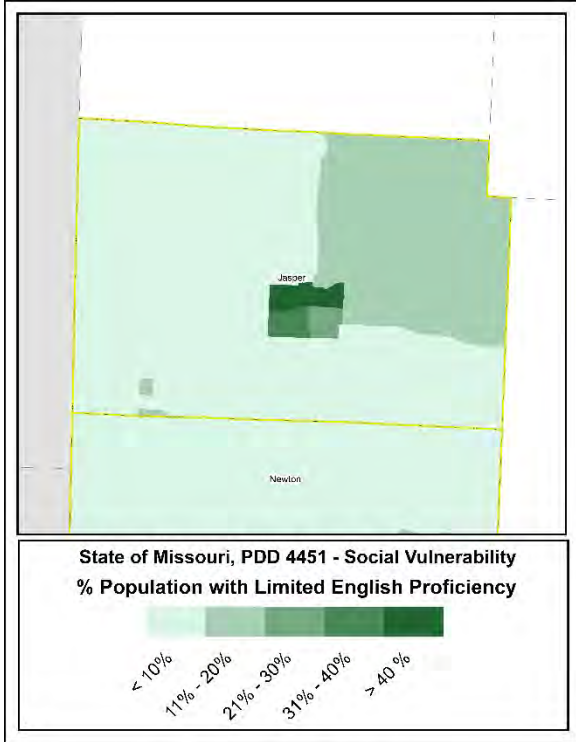 Jasper
Newton
State of Missouri, PDD 4451 - Social Vulnerability
% Population with Limited English Proficiency
< 10%
11% - 20%
21% - 30%
31% - 40%
> 40 %